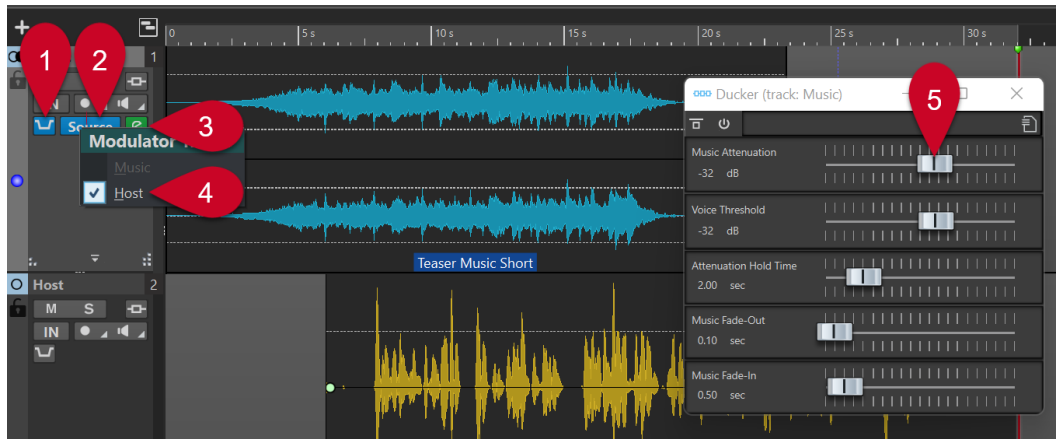 0
5 s
10 s
15 s
20 s
25 s
30 s
1
1
2
3
4
5
Source
Modulator
Music
Host
Teaser Music Short
Host
2
M S
IN
Ducker (track: Music)
Music Attenuation
-32 dB
Voice Threshold
-32 dB
Attenuation Hold Time
2.00 sec
Music Fade-Out
0.10 sec
Music Fade-In
0.50 sec